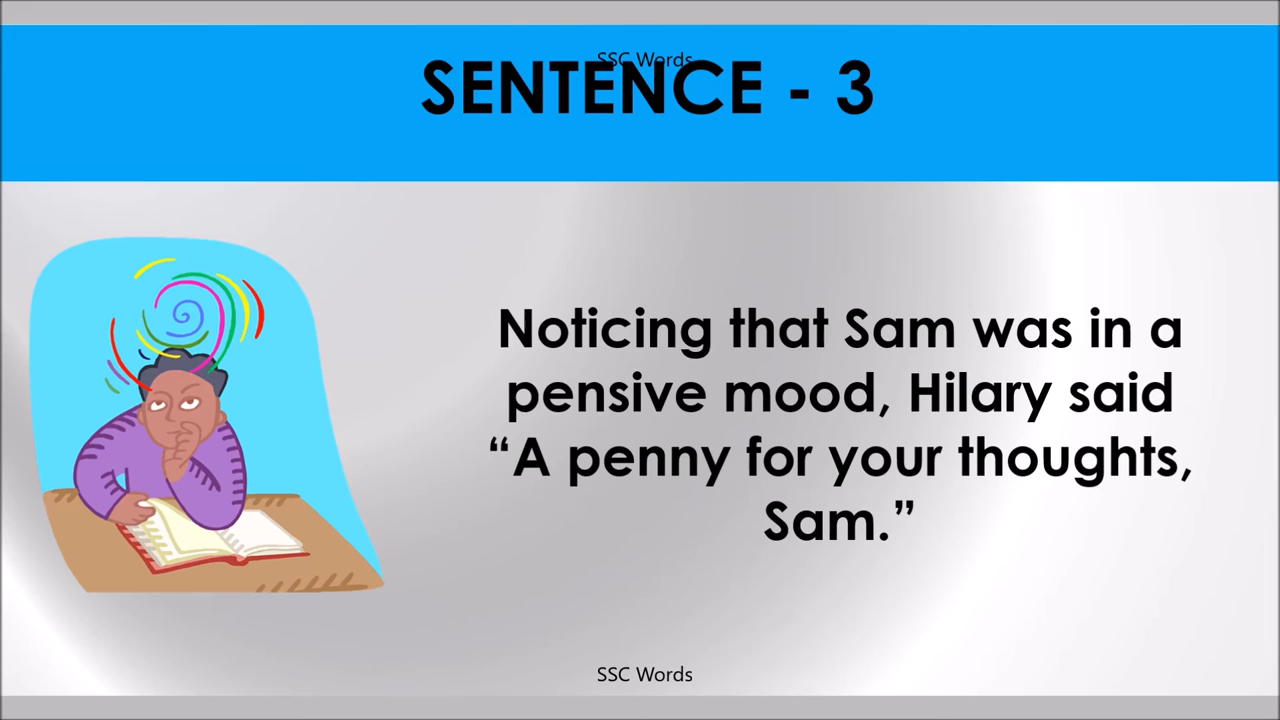 SSC Words
SENTENCE - 3
Noticing that Sam was in a
pensive mood, Hilary said
“A penny for your thoughts,
Sam.”
SSC Words